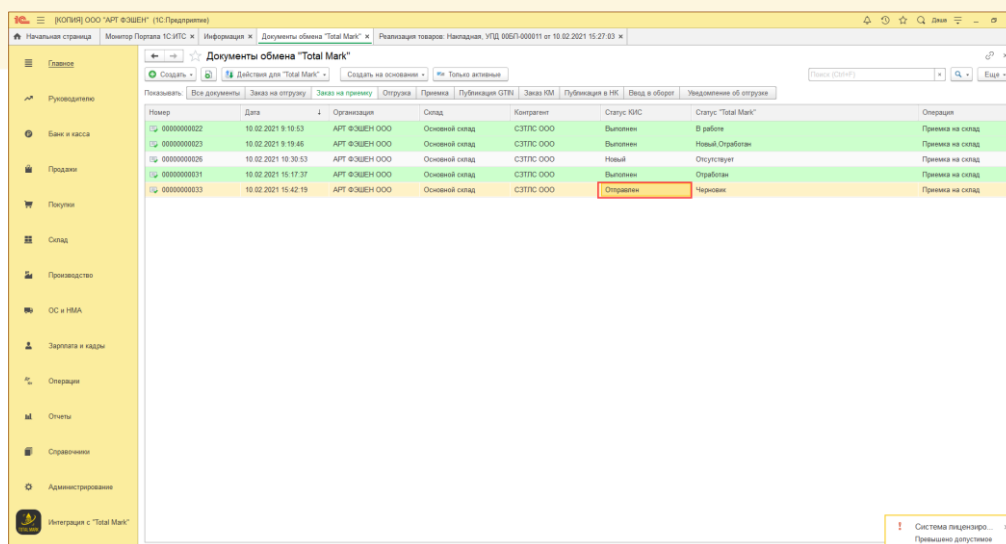 [КОПИЯ] ООО "АРТ ФЭШЕН" (1С:Предприятие)
Начальная страница Монитор Портала 1С:ИТС × Информация × Документы обмена "Total Mark" × Реализация товаров: Накладная, УПД 00БП-000011 от 10.02.2021 15:27:03 ×
Главное
Руководителю
Банк и касса
Продажи
Покупки
Склад
Производство
ОС и НМА
Зарплата и кадры
Операции
Отчеты
Справочники
Администрирование
Интеграция с "Total Mark"
Документы обмена "Total Mark"
Создать Действия для "Total Mark" Создать на основании Только активные Поиск (Ctrl+F) × Еще
Показывать: Все документы Заказ на отгрузку Заказ на приемку Отгрузка Приемка Публикация GTIN Заказ КМ Публикация в НК Ввод в оборот Уведомление об отгрузке
Номер Дата ↓ Организация Склад Контрагент Статус КИС Статус "Total Mark" Операция
00000000022 10.02.2021 9:10:53 АРТ ФЭШЕН ООО Основной склад СЗТЛС ООО Выполнен В работе Приемка на склад
00000000023 10.02.2021 9:19:46 АРТ ФЭШЕН ООО Основной склад СЗТЛС ООО Выполнен Новый,Отработан Приемка на склад
00000000026 10.02.2021 10:30:53 АРТ ФЭШЕН ООО Основной склад СЗТЛС ООО Новый Отсутствует Приемка на склад
00000000031 10.02.2021 15:17:37 АРТ ФЭШЕН ООО Основной склад СЗТЛС ООО Выполнен Отработан Приемка на склад
00000000033 10.02.2021 15:42:19 АРТ ФЭШЕН ООО Основной склад СЗТЛС ООО Отправлен Черновик Приемка на склад
Система лицензиро...
Превышено допустимое